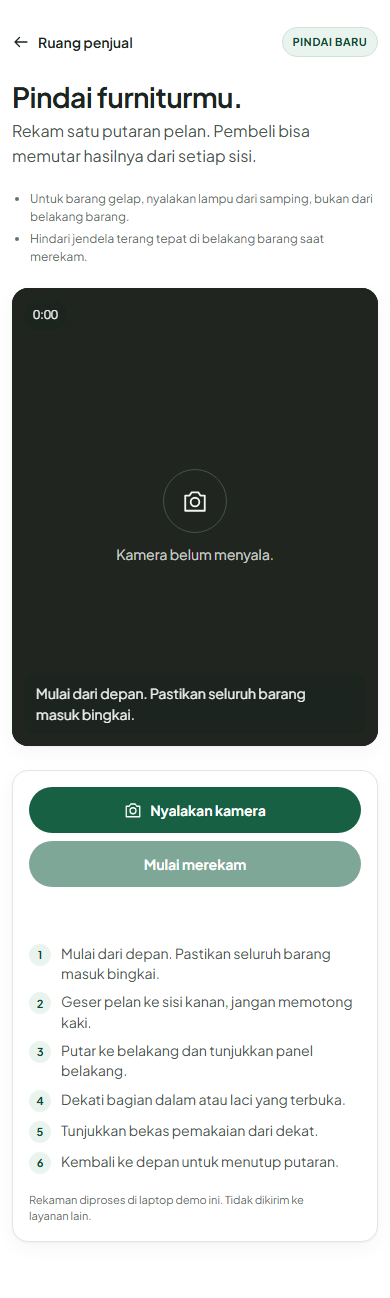 Ruang penjual
PINDAI BARU
Pindai furniturmu.
Rekam satu putaran pelan. Pembeli bisa
memutar hasilnya dari setiap sisi.
Untuk barang gelap, nyalakan lampu dari samping, bukan dari
belakang barang.
Hindari jendela terang tepat di belakang barang saat
merekam.
0:00
Kamera belum menyala.
Mulai dari depan. Pastikan seluruh barang
masuk bingkai.
Nyalakan kamera
Mulai merekam
1 Mulai dari depan. Pastikan seluruh barang
masuk bingkai.
2 Geser pelan ke sisi kanan, jangan memotong
kaki.
3 Putar ke belakang dan tunjukkan panel
belakang.
4 Dekati bagian dalam atau laci yang terbuka.
5 Tunjukkan bekas pemakaian dari dekat.
6 Kembali ke depan untuk menutup putaran.
Rekaman diproses di laptop demo ini. Tidak dikirim ke
layanan lain.